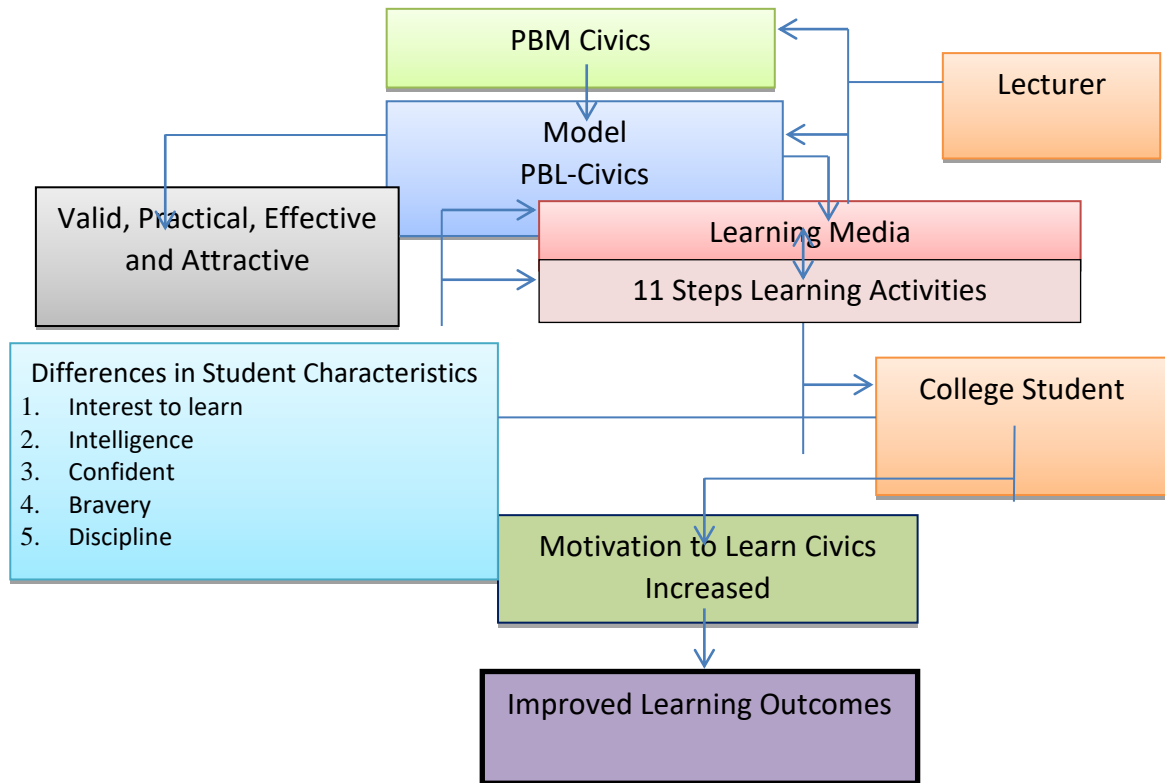 PBM Civics
Lecturer
Model
PBL-Civics
Valid, Practical, Effective
and Attractive
Learning Media
11 Steps Learning Activities
Differences in Student Characteristics
1. Interest to learn
2. Intelligence
3. Confident
4. Bravery
5. Discipline
College Student
Motivation to Learn Civics
Increased
Improved Learning Outcomes